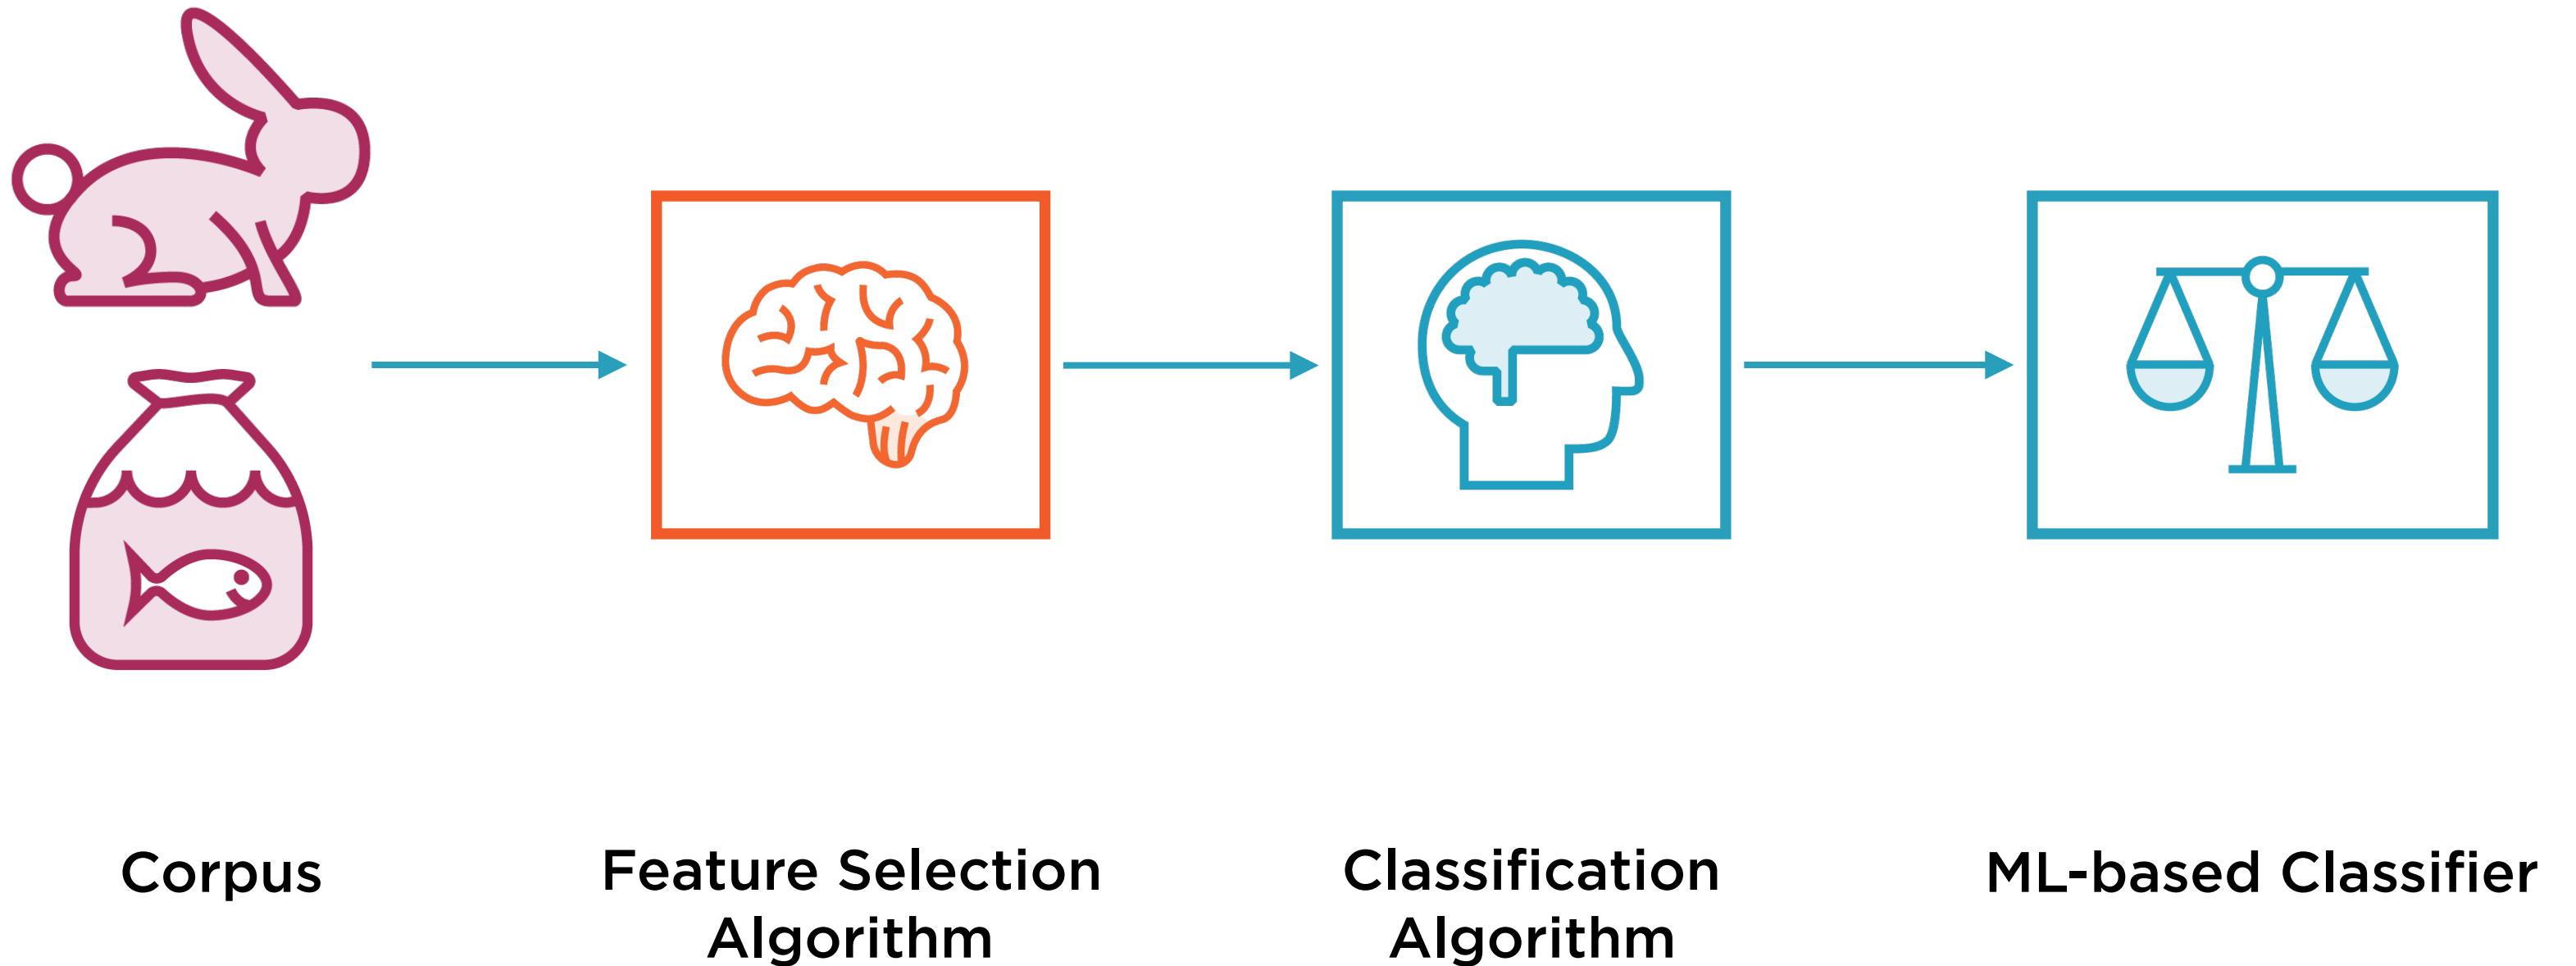 Corpus
Feature Selection
Algorithm
Classification
Algorithm
ML-based Classifier